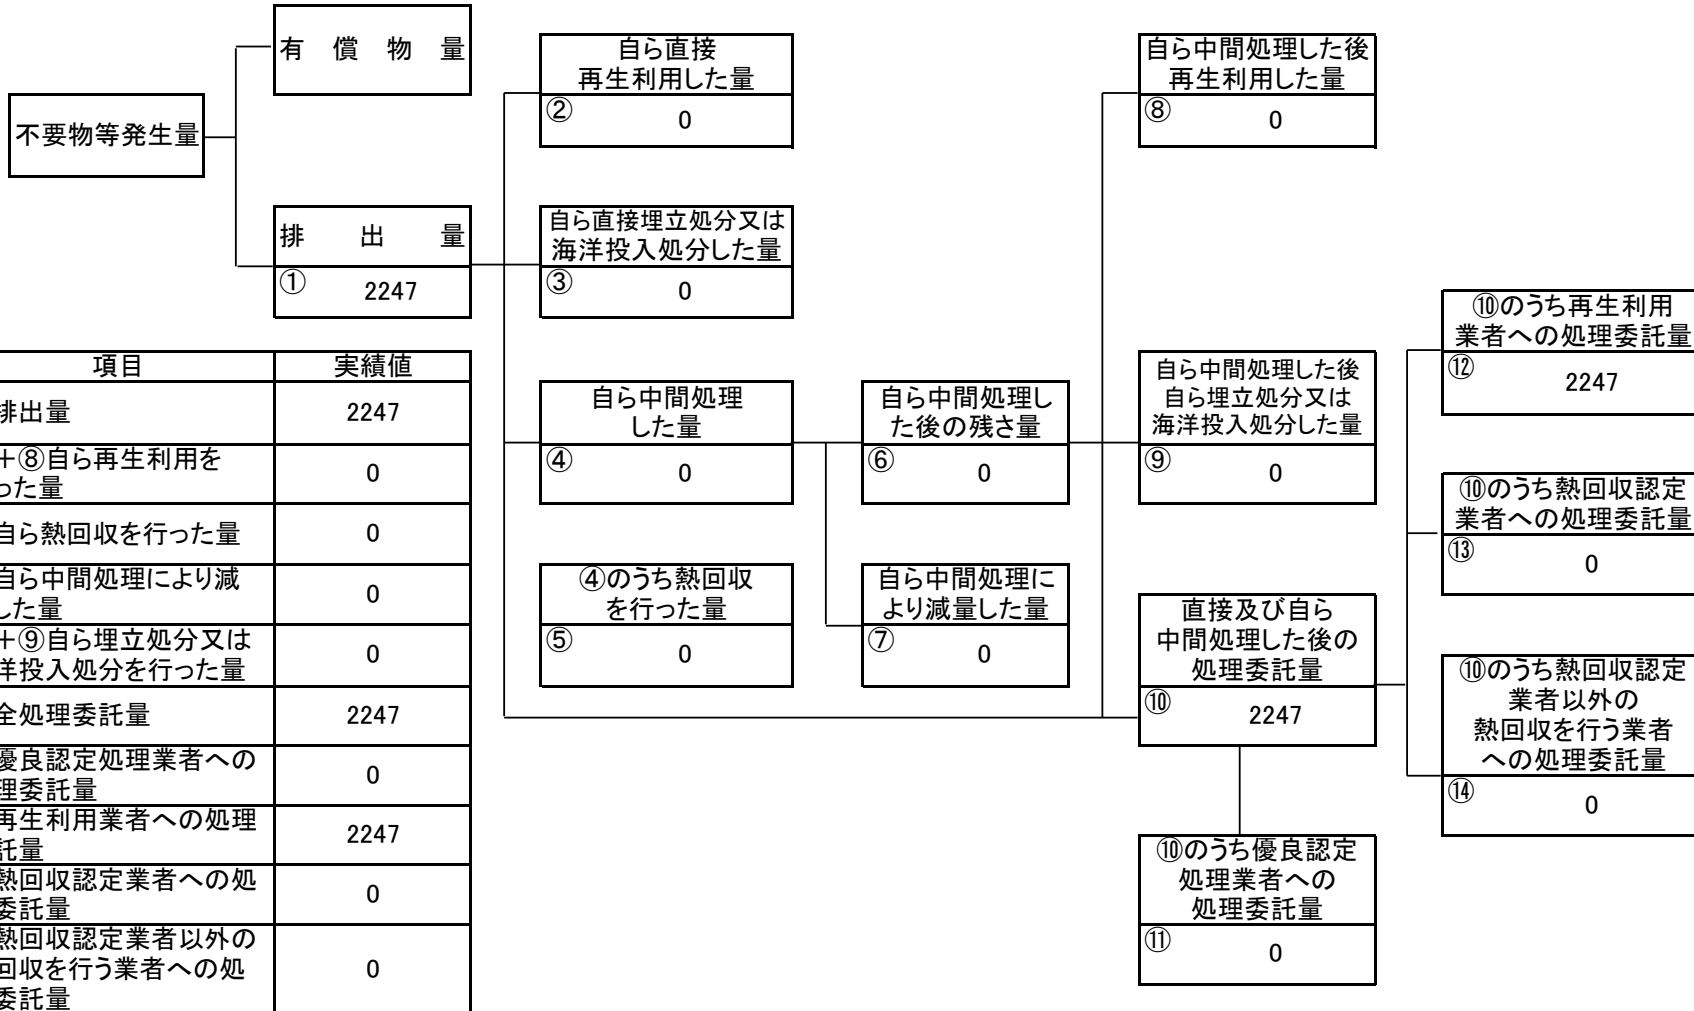 不要物等発生量
有 償 物 量
排 出 量
①
2247
自ら直接
再生利用した量
②
0
自ら直接埋立処分又は
海洋投入処分した量
③
0
自ら中間処理
した量
④
0
④のうち熱回収
を行った量
⑤
0
自ら中間処理し
た後の残さ量
⑥
0
自ら中間処理に
より減量した量
⑦
0
自ら中間処理した後
再生利用した量
⑧
0
自ら中間処理した後
自ら埋立処分又は
海洋投入処分した量
⑨
0
直接及び自ら
中間処理した後の
処理委託量
⑩
2247
⑩のうち優良認定
処理業者への
処理委託量
⑪
0
⑩のうち再生利用
業者への処理委託量
⑫
2247
⑩のうち熱回収認定
業者への処理委託量
⑬
0
⑩のうち熱回収認定
業者以外の
熱回収を行う業者
への処理委託量
⑭
0
項目 実績値
排出量 2247
+⑧自ら再生利用を
った量 0
自ら熱回収を行った量 0
自ら中間処理により減
した量 0
+⑨自ら埋立処分又は
洋投入処分を行った量 0
全処理委託量 2247
優良認定処理業者への
理委託量 0
再生利用業者への処理
託量 2247
熱回収認定業者への処
委託量 0
熱回収認定業者以外の
回収を行う業者への処
委託量 0